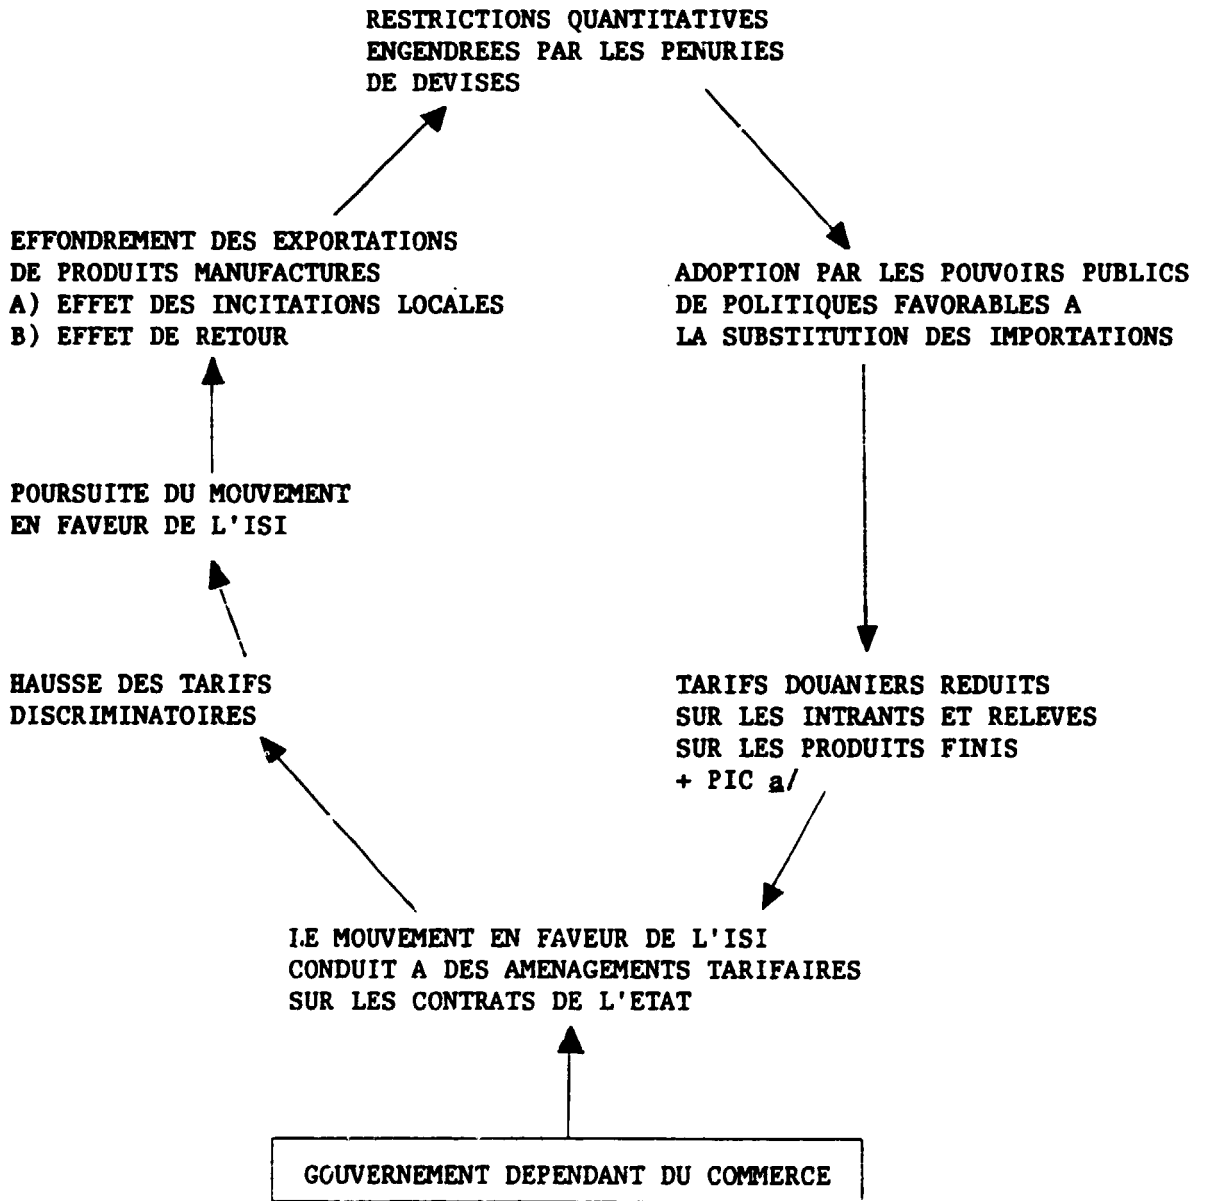 RESTRICTIONS QUANTITATIVES
ENGENDREES PAR LES PENURIES
DE DEVISES
EFFONDREMENT DES EXPORTATIONS
DE PRODUITS MANUFACTURES
A) EFFET DES INCITATIONS LOCALES
B) EFFET DE RETOUR
ADOPTION PAR LES POUVOIRS PUBLICS
DE POLITIQUES FAVORABLES A
LA SUBSTITUTION DES IMPORTATIONS
POURSUITE DU MOUVEMENT
EN FAVEUR DE L'ISI
HAUSSE DES TARIFS
DISCRIMINATOIRES
TARIFS DOUANIERS REDUITS
SUR LES INTRANTS ET RELEVES
SUR LES PRODUITS FINIS
+ PIC a/
LE MOUVEMENT EN FAVEUR DE L'ISI
CONDUIT A DES AMENAGEMENTS TARIFAIRES
SUR LES CONTRATS DE L'ETAT
GOUVERNEMENT DEPENDANT DU COMMERCE